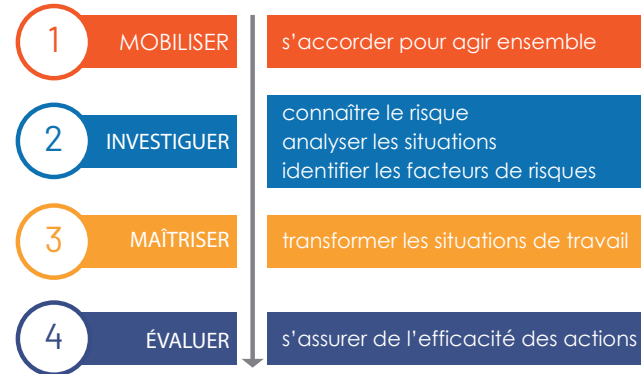 1 MOBILISER s’accorder pour agir ensemble
2 INVESTIGUER connaître le risque
analyser les situations
identifier les facteurs de risques
3 MAÎTRISER transformer les situations de travail
4 ÉVALUER s’assurer de l’efficacité des actions